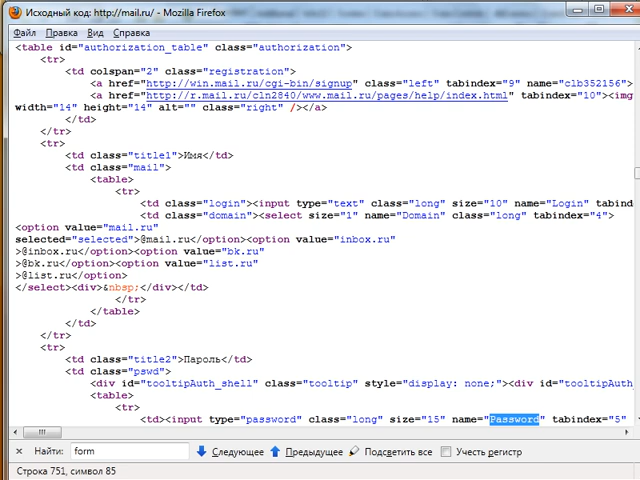 Исходный код: http://mail.ru/ - Mozilla Firefox
Файл Правка Вид Справка
<table id="authorization_table" class="authorization">
<tr>
<td colspan="2" class="registration">
<a href="http://win.mail.ru/cgi-bin/signup" class="left" tabindex="9" name="clb352156">
<a href="http://r.mail.ru/cln2840/www.mail.ru/pages/help/index.html" tabindex="10"><img
width="14" height="14" alt="" class="right" /></a>
</td>
</tr>
<tr>
<td class="title1">Имя</td>
<td class="mail">
<table>
<tr>
<td class="login"><input type="text" class="long" size="10" name="Login" tabind
<td class="domain"><select size="1" name="Domain" class="long" tabindex="4">
<option value="mail.ru"
selected="selected">@mail.ru</option><option value="inbox.ru"
>@inbox.ru</option><option value="bk.ru"
>@bk.ru</option><option value="list.ru"
>@list.ru</option>
</select><div>&nbsp;</div></td>
</tr>
</table>
</td>
</tr>
<tr>
<td class="title2">Пароль</td>
<td class="pswd">
<div id="tooltipAuth_shell" class="tooltip" style="display: none;"><div id="tooltipAu
<table>
<tr>
<td><input type="password" class="long" size="15" name="Password" tabindex="5"
Найти: form Следующее Предыдущее Подсветить все Учесть регистр
Строка 751, символ 85